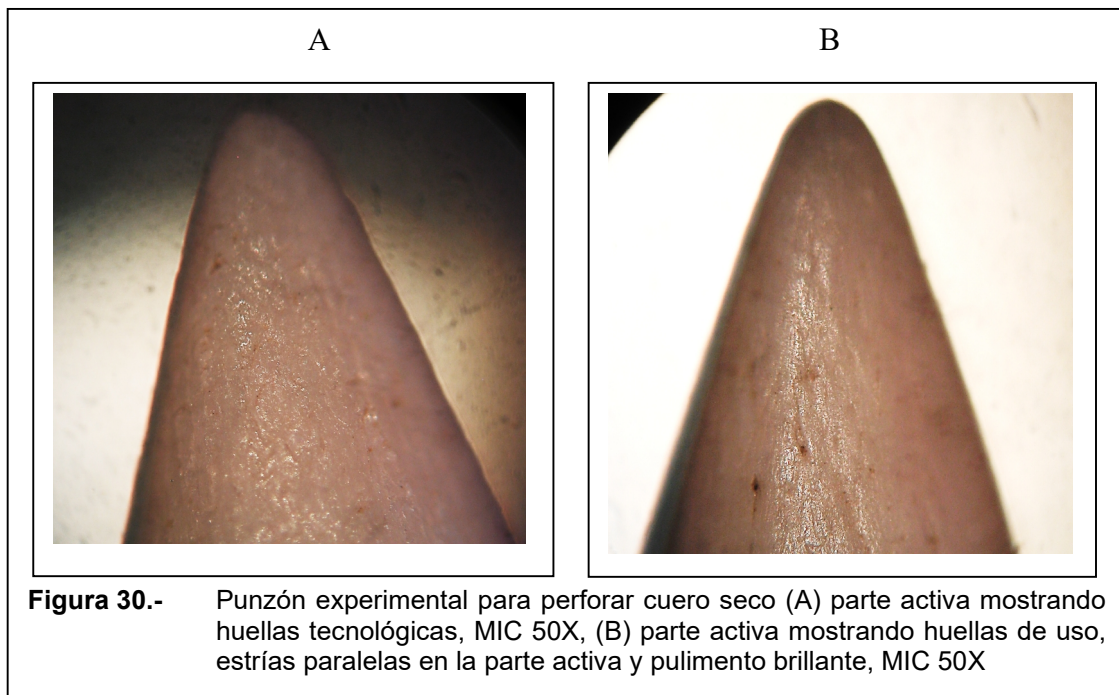 A B
Figura 30.- Punzón experimental para perforar cuero seco (A) parte activa mostrando
huellas tecnológicas, MIC 50X, (B) parte activa mostrando huellas de uso,
estrías paralelas en la parte activa y pulimento brillante, MIC 50X